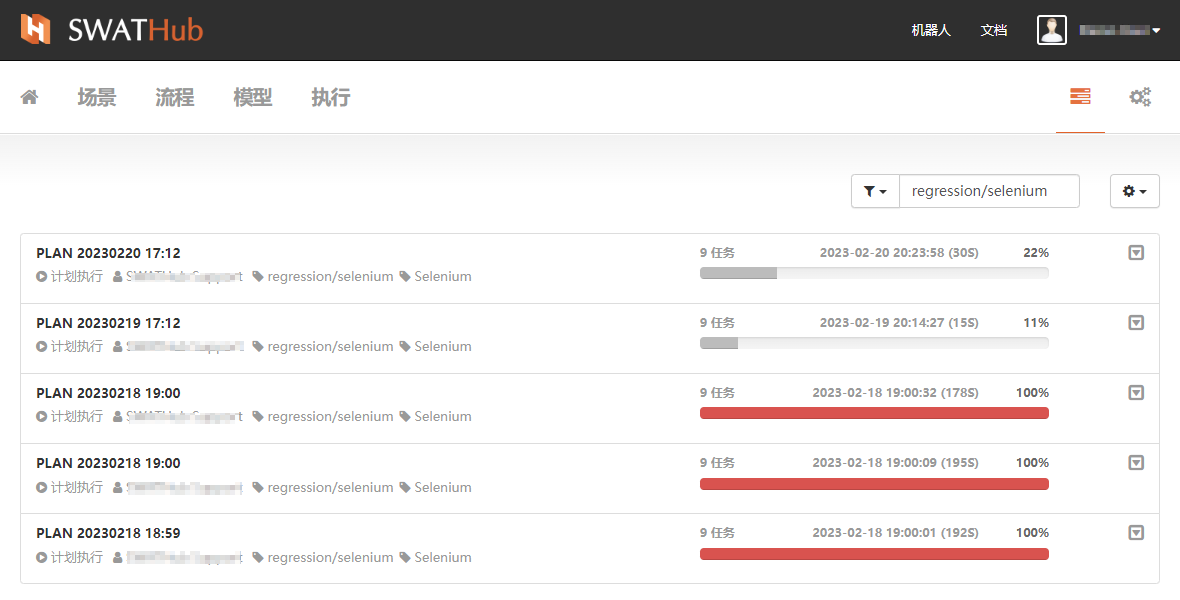 SWATHub
机器人 文档
场景 流程 模型 执行
regression/selenium
PLAN 20230220 17:12 9 任务 2023-02-20 20:23:58 (30S) 22%
计划执行 regression/selenium Selenium
PLAN 20230219 17:12 9 任务 2023-02-19 20:14:27 (15S) 11%
计划执行 regression/selenium Selenium
PLAN 20230218 19:00 9 任务 2023-02-18 19:00:32 (178S) 100%
计划执行 regression/selenium Selenium
PLAN 20230218 19:00 9 任务 2023-02-18 19:00:09 (195S) 100%
计划执行 regression/selenium Selenium
PLAN 20230218 18:59 9 任务 2023-02-18 19:00:01 (192S) 100%
计划执行 regression/selenium Selenium